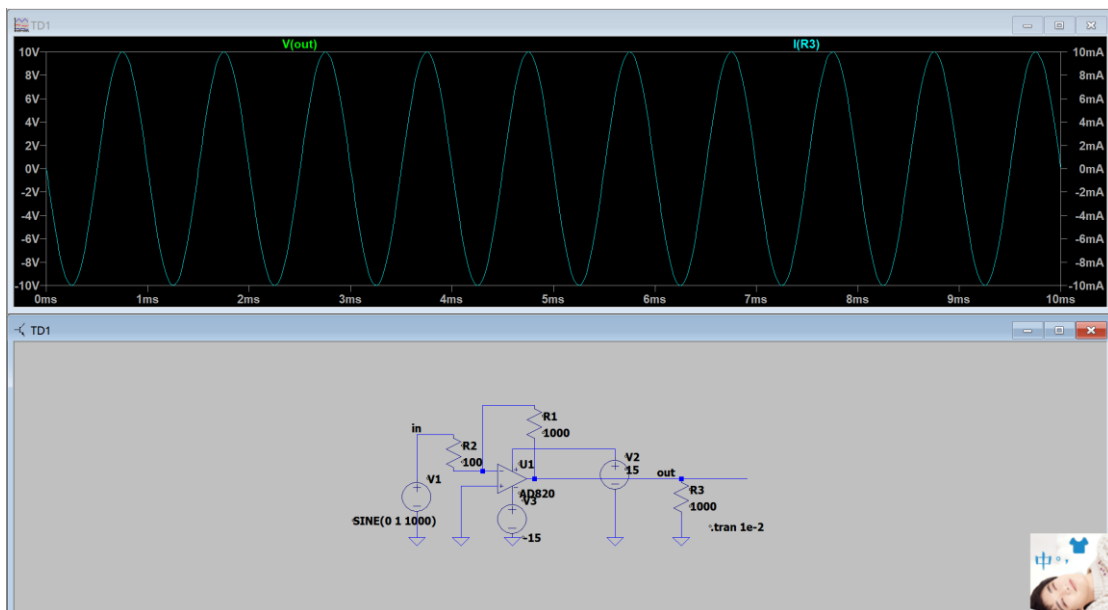 TD1
V(out) I(R3)
10V 10mA
8V 8mA
6V 6mA
4V 4mA
2V 2mA
0V 0mA
-2V -2mA
-4V -4mA
-6V -6mA
-8V -8mA
-10V -10mA
0ms 1ms 2ms 3ms 4ms 5ms 6ms 7ms 8ms 9ms 10ms
TD1
R1
1000
in
R2
100
U1
V2
15
out
V1
AD820
V3
R3
1000
SINE(0 1 1000)
.tran 1e-2
-15
中°,